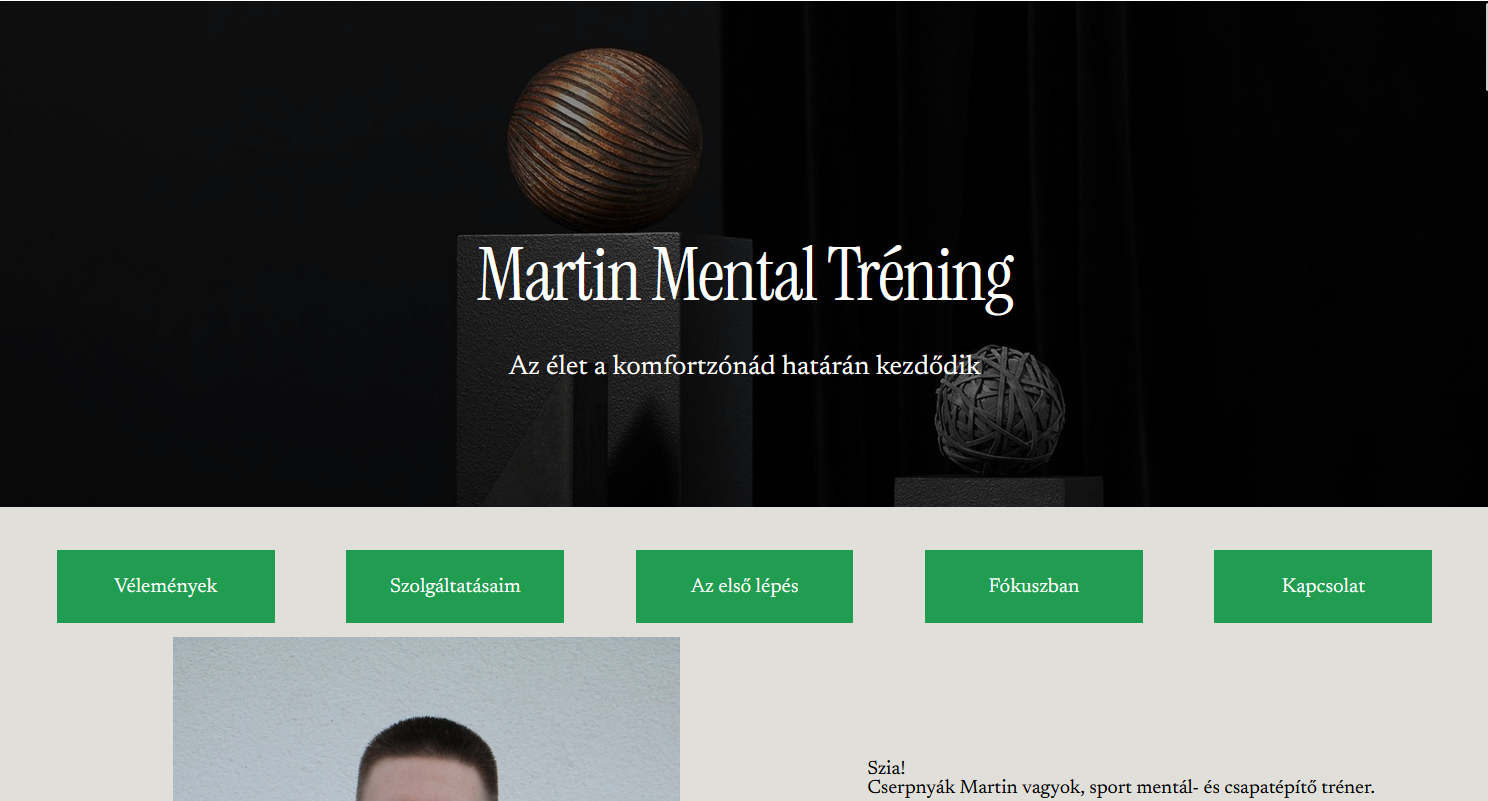 Martin Mental Tréning
Az élet a komfortzónád határán kezdődik
Vélemények
Szolgáltatásaim
Az első lépés
Fókuszban
Kapcsolat
Szia!
Cserpnyák Martin vagyok, sport mentál- és csapatépítő tréner.